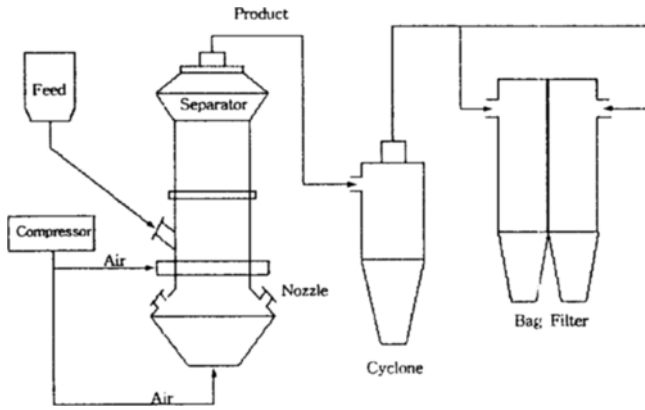 Product
Feed
Separator
Compressor
Air
Nozzle
Air
Cyclone
Bag Filter